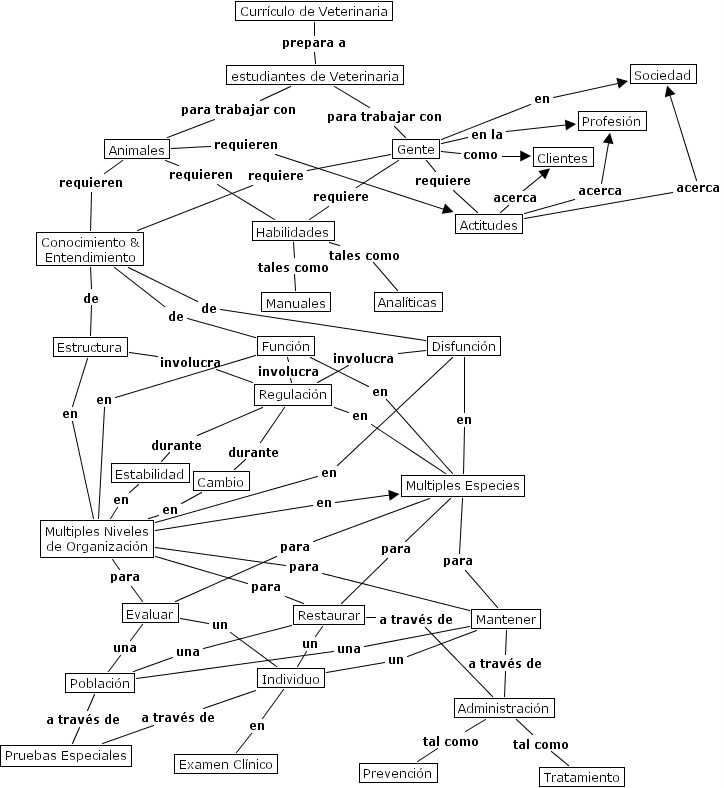 Currículo de Veterinaria
prepara a
estudiantes de Veterinaria
para trabajar con
para trabajar con
Sociedad
en
Profesión
en la
Animales
requieren
Gente
como
Clientes
requieren
requieren
requiere
requiere
requiere
acerca
acerca
acerca
Actitudes
Conocimiento &
Entendimiento
Habilidades
tales como
tales como
Manuales
Analíticas
de
de
de
Estructura
Función
Disfunción
involucra
involucra
involucra
Regulación
en
en
en
en
en
durante
durante
Estabilidad
Cambio
en
Multiples Especies
en
en
en
Multiples Niveles
de Organización
para
para
para
para
para
para
Evaluar
Restaurar
Mantener
a través de
un
una
una
un
una
un
a través de
Población
Individuo
Administración
a través de
a través de
en
tal como
tal como
Pruebas Especiales
Examen Clínico
Prevención
Tratamiento